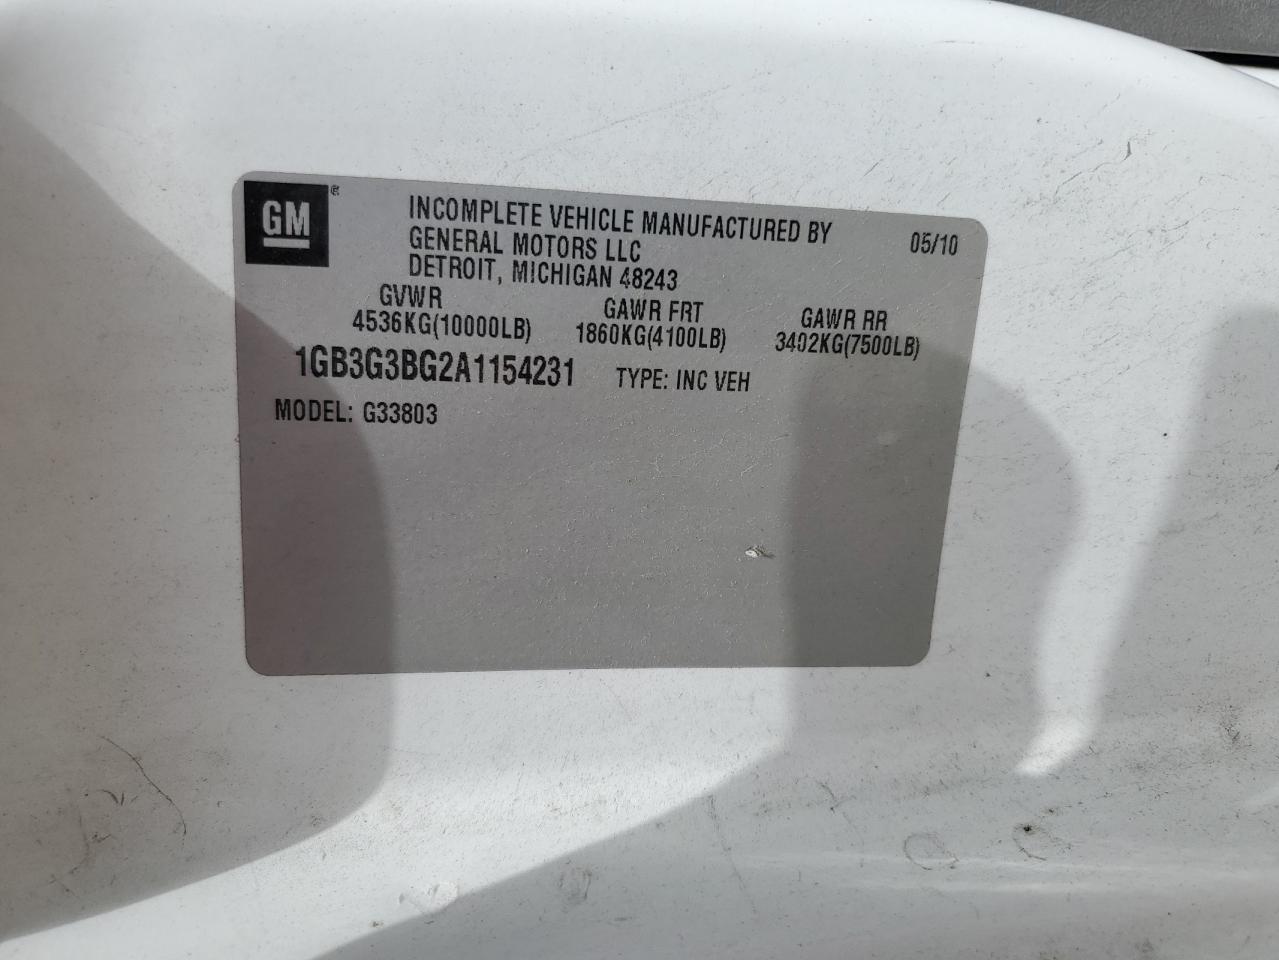 GM ®
INCOMPLETE VEHICLE MANUFACTURED BY 05/10
GENERAL MOTORS LLC
DETROIT, MICHIGAN 48243
GVWR GAWR FRT GAWR RR
4536KG(10000LB) 1860KG(4100LB) 3402KG(7500LB)
1GB3G3BG2A1154231 TYPE: INC VEH
MODEL: G33803